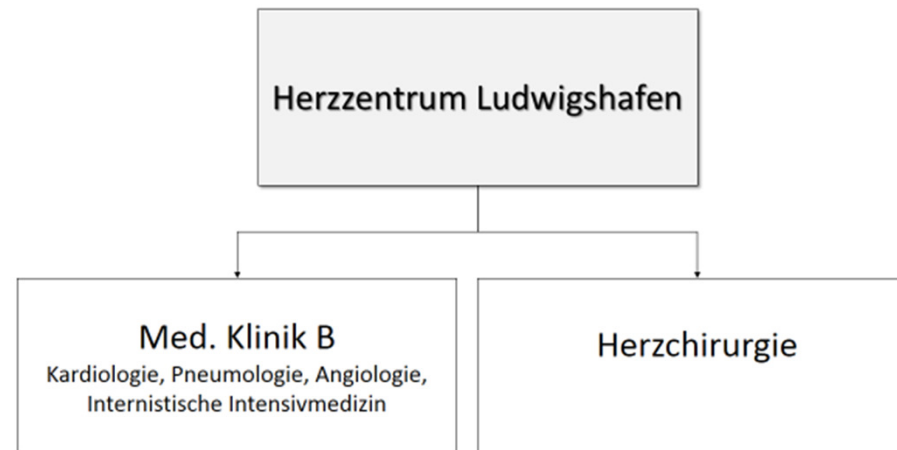 Herzzentrum Ludwigshafen
Med. Klinik B
Kardiologie, Pneumologie, Angiologie,
Internistische Intensivmedizin
Herzchirurgie